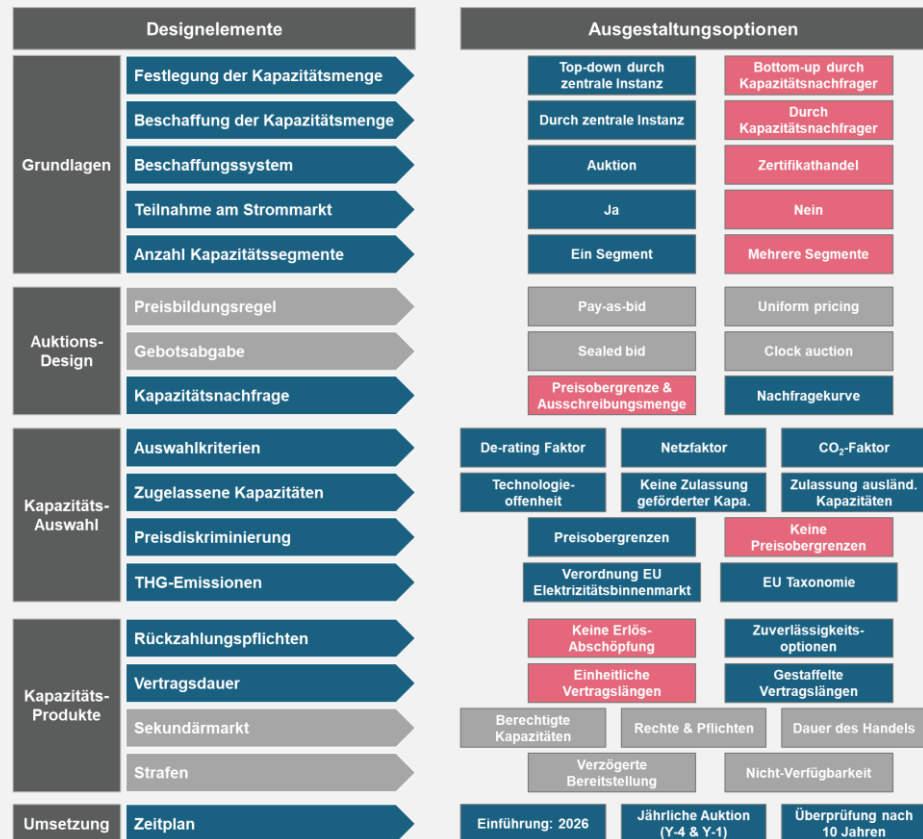 Designelemente
Ausgestaltungsoptionen
Grundlagen
Festlegung der Kapazitätsmenge
Top-down durch
zentrale Instanz
Bottom-up durch
Kapazitätsnachfrager
Beschaffung der Kapazitätsmenge
Durch zentrale Instanz
Durch
Kapazitätsnachfrager
Beschaffungssystem
Auktion
Zertifikathandel
Teilnahme am Strommarkt
Ja
Nein
Anzahl Kapazitätssegmente
Ein Segment
Mehrere Segmente
Auktions-
Design
Preisbildungsregel
Pay-as-bid
Uniform pricing
Gebotsabgabe
Sealed bid
Clock auction
Kapazitätsnachfrage
Preisobergrenze &
Ausschreibungsmenge
Nachfragekurve
Kapazitäts-
Auswahl
Auswahlkriterien
De-rating Faktor
Netzfaktor
CO₂-Faktor
Zugelassene Kapazitäten
Technologie-
offenheit
Keine Zulassung
geförderter Kapa.
Zulassung ausländ.
Kapazitäten
Preisdiskriminierung
Preisobergrenzen
Keine
Preisobergrenzen
THG-Emissionen
Verordnung EU
Elektrizitätsbinnenmarkt
EU Taxonomie
Kapazitäts-
Produkte
Rückzahlungspflichten
Keine Erlös-
Abschöpfung
Zuverlässigkeits-
optionen
Vertragsdauer
Einheitliche
Vertragslängen
Gestaffelte
Vertragslängen
Sekundärmarkt
Berechtigte
Kapazitäten
Rechte & Pflichten
Dauer des Handels
Strafen
Verzögerte
Bereitstellung
Nicht-Verfügbarkeit
Umsetzung
Zeitplan
Einführung: 2026
Jährliche Auktion
(Y-4 & Y-1)
Überprüfung nach
10 Jahren